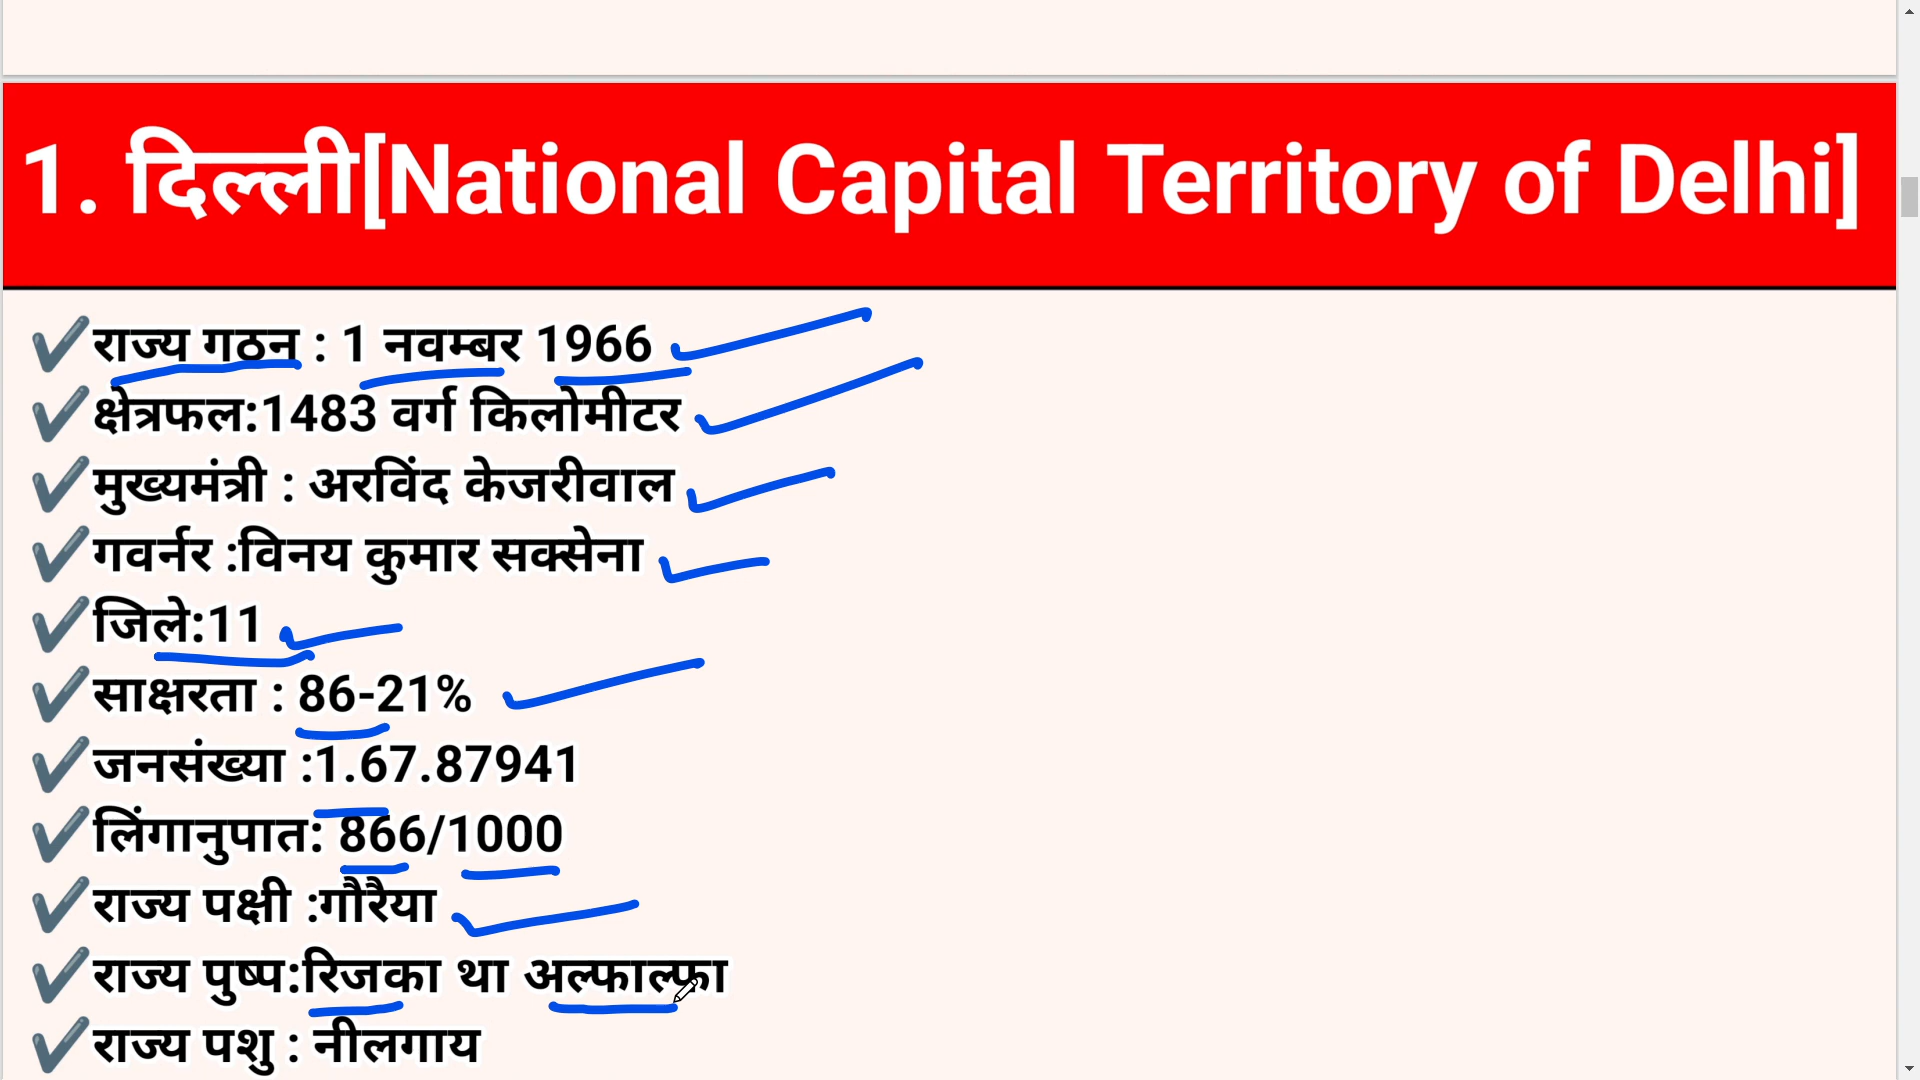 1. दिल्ली[National Capital Territory of Delhi]
✔राज्य गठन : 1 नवम्बर 1966
✔क्षेत्रफल:1483 वर्ग किलोमीटर
✔मुख्यमंत्री : अरविंद केजरीवाल
✔गवर्नर :विनय कुमार सक्सेना
✔जिले:11
✔साक्षरता : 86-21%
✔जनसंख्या :1.67.87941
✔लिंगानुपात: 866/1000
✔राज्य पक्षी :गौरैया
✔राज्य पुष्प:रिजका था अल्फाल्फा
✔राज्य पशु : नीलगाय